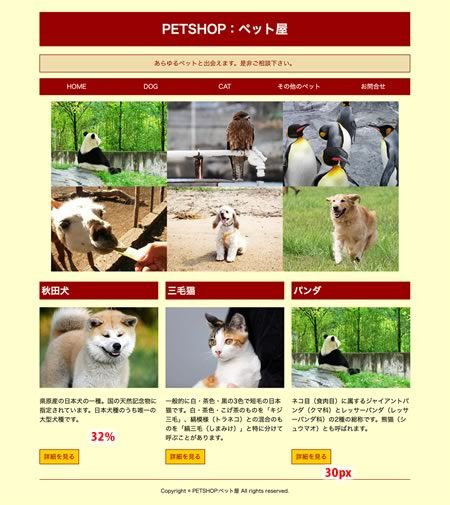 PETSHOP：ペット屋
あらゆるペットと出会えます。是非ご相談下さい。
HOME DOG CAT その他のペット お問合せ
秋田犬
県原産の日本犬の一種。国の天然記念物に
指定されています。日本犬種のうち唯一の
大型犬種です。
32%
詳細を見る
三毛猫
一般的に白・茶色・黒の3色で短毛の日本
猫です。白・茶色・こげ茶のものを「キジ
三毛」、縞模様（トラネコ）との混合のも
のを「縞三毛（しまみけ）」と特に分けて
呼ぶことがあります。
詳細を見る
パンダ
ネコ目（食肉目）に属するジャイアントパ
ンダ（クマ科）とレッサーパンダ（レッサ
ーパンダ科）の2種の総称です。熊猫（シ
ュウマオ）とも呼ばれます。
詳細を見る
30px
Copyright © PETSHOP:ペット屋 All rights reserved.